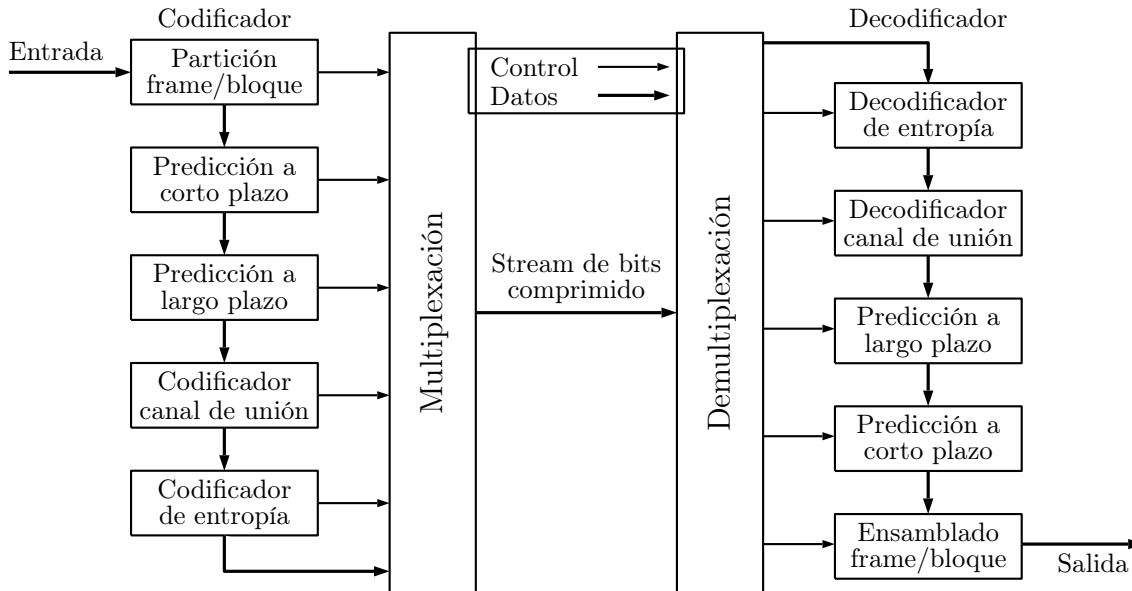 Codificador
Entrada
Partición
frame/bloque
Predicción a
corto plazo
Predicción a
largo plazo
Codificador
canal de unión
Codificador
de entropía
Multiplexación
Control
Datos
Stream de bits
comprimido
Demultiplexación
Decodificador
Decodificador
de entropía
Decodificador
canal de unión
Predicción a
largo plazo
Predicción a
corto plazo
Ensamblado
frame/bloque
Salida